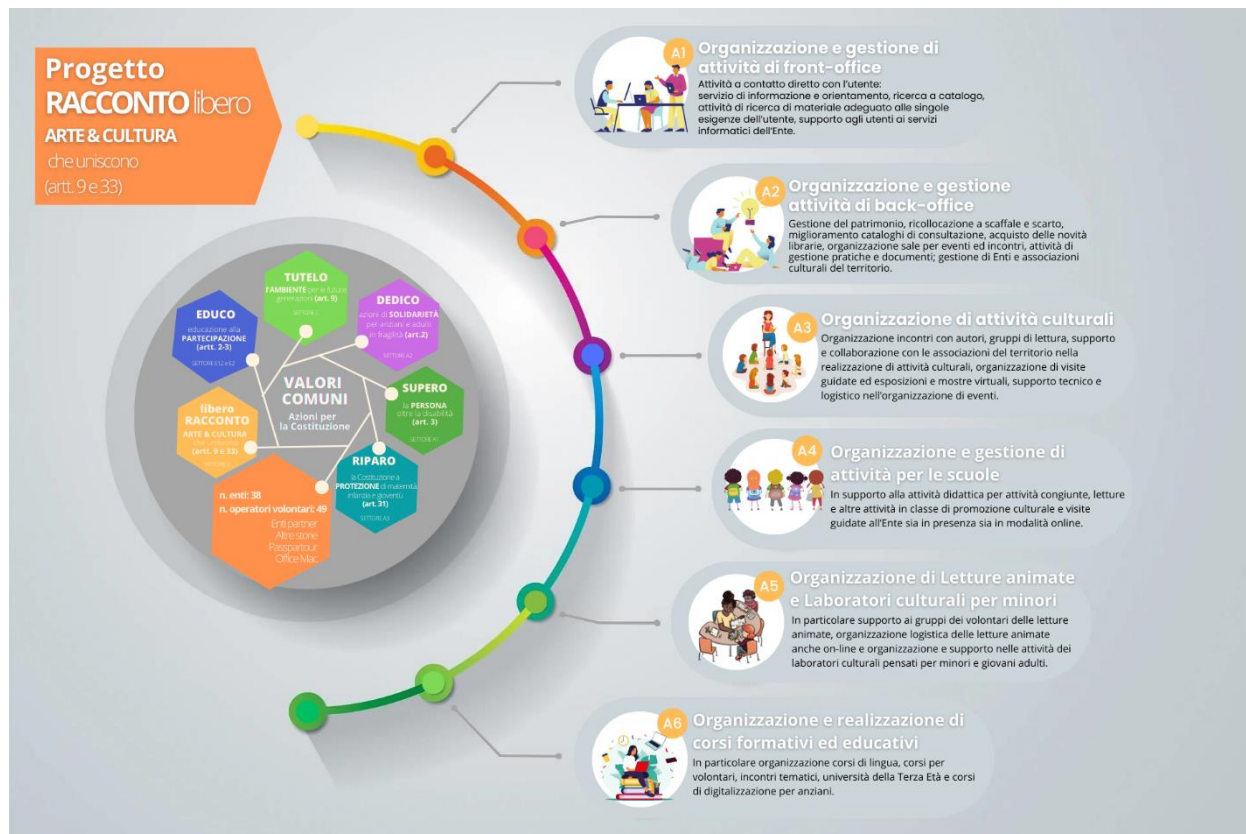 Progetto
RACCONTO libero
ARTE & CULTURA
che uniscono
(artt. 9 e 33)
TUTELO
l'AMBIENTE per le future
generazioni (art. 9)
SETTORE C
EDUCO
educazione alla
PARTECIPAZIONE
(artt. 2-3)
SETTORE E12 e E2
DEDICO
azioni di SOLIDARIETÀ
per anziani e adulti
in fragilità (art.2)
SETTORE A2
VALORI
COMUNI
Azioni per
la Costituzione
SUPERO
la PERSONA
oltre la disabilità
(art. 3)
SETTORE A1
libero
RACCONTO
ARTE & CULTURA
che uniscono
(artt. 9 e 33)
RIPARO
la Costituzione a
PROTEZIONE di maternità
infanzia e gioventù
(art. 31)
SETTORE A3
n. enti: 38
n. operatori volontari: 49
Enti partner
Altre storie
Passpartour
Office Mac
A1
Organizzazione e gestione di
attività di front-office
Attività a contatto diretto con l'utente:
servizio di informazione e orientamento, ricerca a catalogo,
attività di ricerca di materiale adeguato alle singole
esigenze dell'utente, supporto agli utenti ai servizi
informatici dell'Ente.
A2
Organizzazione e gestione
attività di back-office
Gestione del patrimonio, ricollocazione a scaffale e scarto,
miglioramento cataloghi di consultazione, acquisto delle novità
librarie, organizzazione sale per eventi ed incontri, attività di
gestione pratiche e documenti; gestione di Enti e associazioni
culturali del territorio.
A3
Organizzazione di attività culturali
Organizzazione incontri con autori, gruppi di lettura, supporto
e collaborazione con le associazioni del territorio nella
realizzazione di attività culturali, organizzazione di visite
guidate ed esposizioni e mostre virtuali, supporto tecnico e
logistico nell'organizzazione di eventi.
A4
Organizzazione e gestione di
attività per le scuole
In supporto alla attività didattica per attività congiunte, letture
e altre attività in classe di promozione culturale e visite
guidate all'Ente sia in presenza sia in modalità online.
A5
Organizzazione di Letture animate
e Laboratori culturali per minori
In particolare supporto ai gruppi dei volontari delle letture
animate, organizzazione logistica delle letture animate
anche on-line e organizzazione e supporto nelle attività dei
laboratori culturali pensati per minori e giovani adulti.
A6
Organizzazione e realizzazione di
corsi formativi ed educativi
In particolare organizzazione corsi di lingua, corsi per
volontari, incontri tematici, università della Terza Età e corsi
di digitalizzazione per anziani.